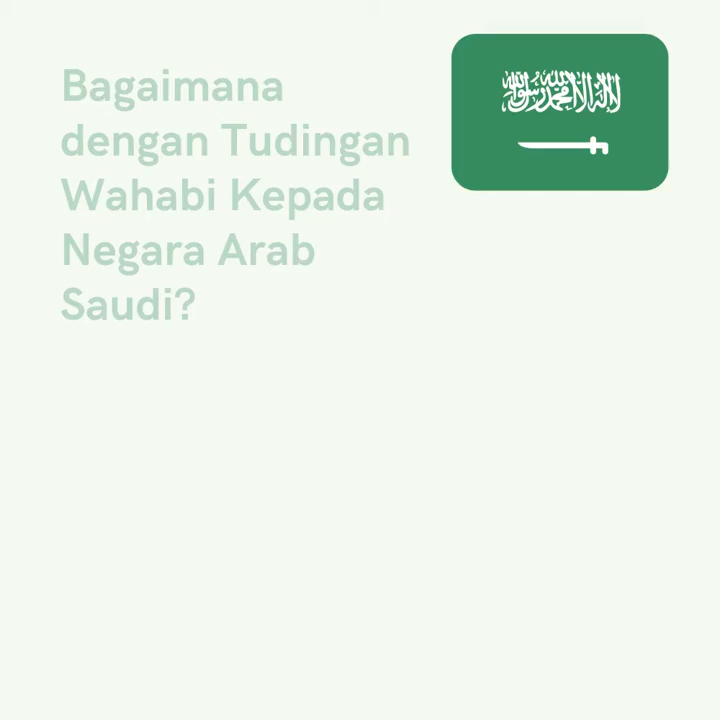 Bagaimana
dengan Tudingan
Wahabi Kepada
Negara Arab
Saudi?
لا إله إلا الله محمد رسول الله